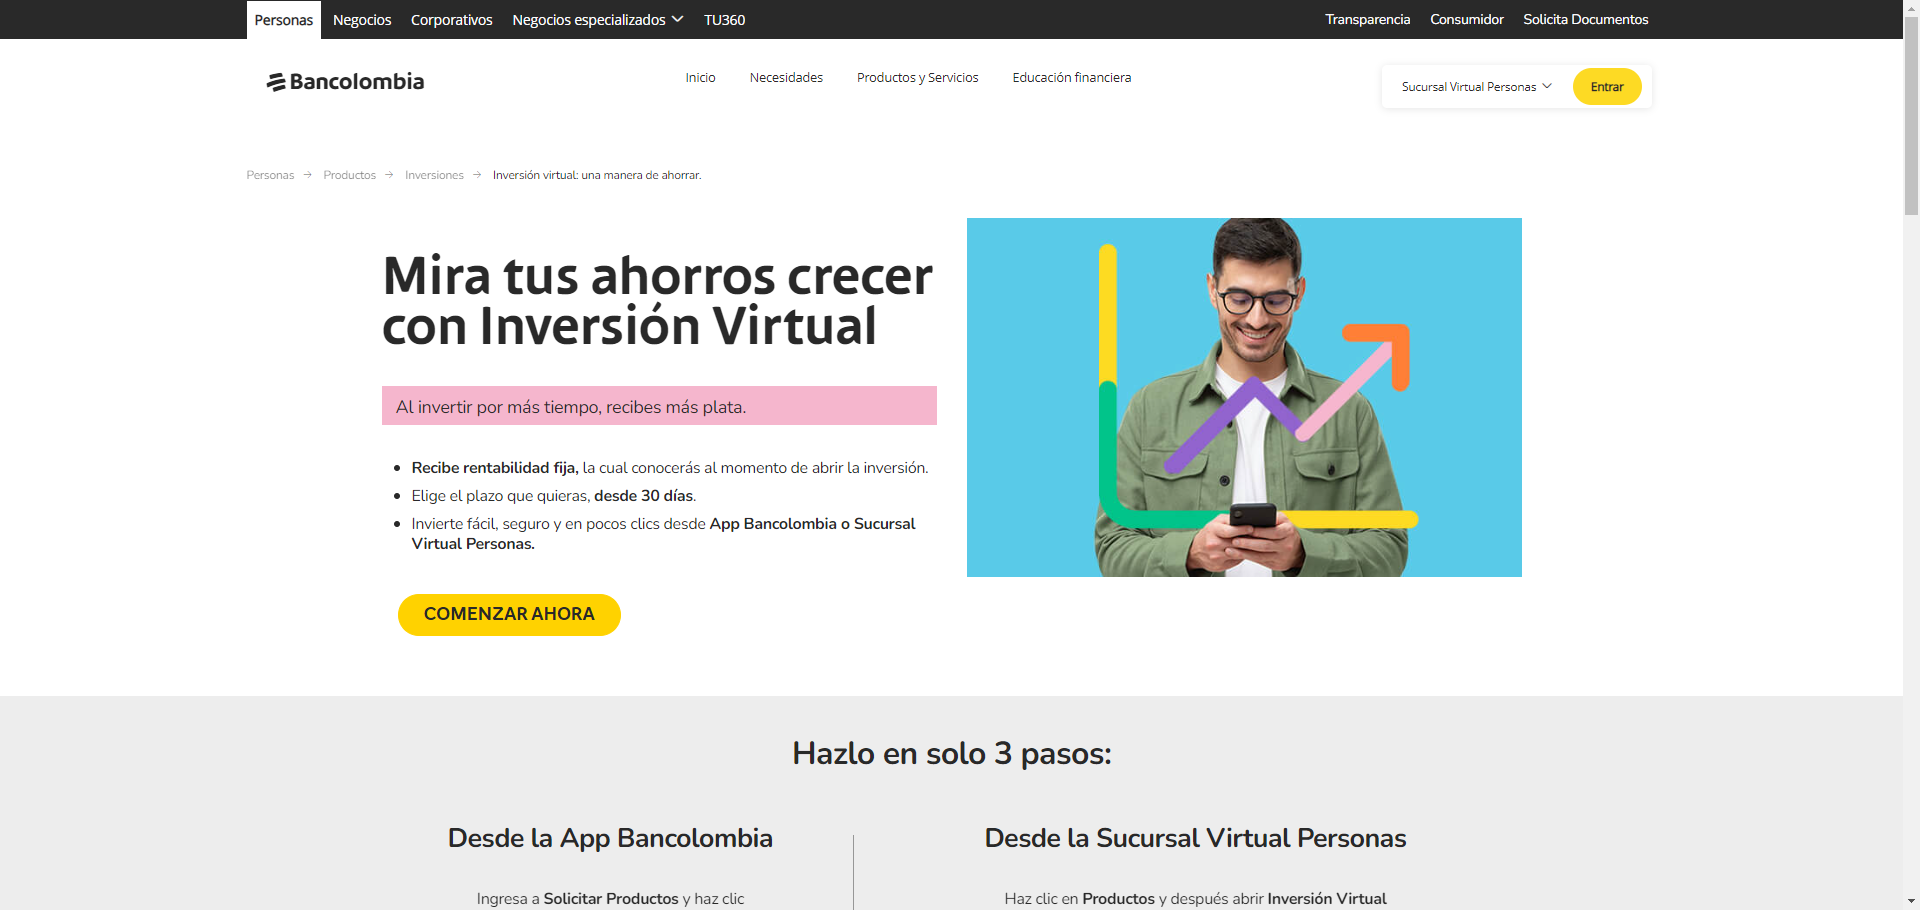 Personas Negocios Corporativos Negocios especializados TU360 Transparencia Consumidor Solicita Documentos
Bancolombia
Inicio Necesidades Productos y Servicios Educación financiera
Sucursal Virtual Personas Entrar
Personas → Productos → Inversiones → Inversión virtual: una manera de ahorrar.
Mira tus ahorros crecer
con Inversión Virtual
Al invertir por más tiempo, recibes más plata.
• Recibe rentabilidad fija, la cual conocerás al momento de abrir la inversión.
• Elige el plazo que quieras, desde 30 días.
• Invierte fácil, seguro y en pocos clics desde App Bancolombia o Sucursal
Virtual Personas.
COMENZAR AHORA
Hazlo en solo 3 pasos:
Desde la App Bancolombia
Ingresa a Solicitar Productos y haz clic
Desde la Sucursal Virtual Personas
Haz clic en Productos y después abrir Inversión Virtual